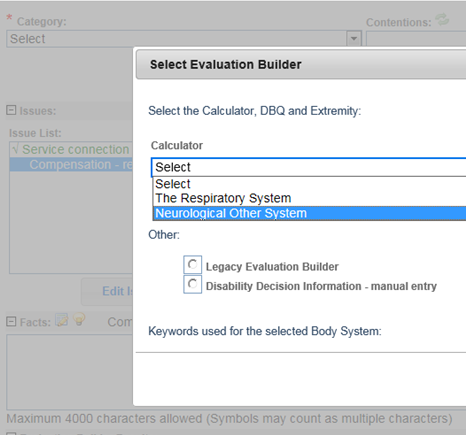 * Category:
Contentions:
Select
Select Evaluation Builder
Select the Calculator, DBQ and Extremity:
Issues:
Issue List:
√ Service connection
Compensation - re
Calculator
Select
Select
The Respiratory System
Neurological Other System
Other:
Legacy Evaluation Builder
Disability Decision Information - manual entry
Edit
Facts:
Keywords used for the selected Body System:
Maximum 4000 characters allowed (Symbols may count as multiple characters)